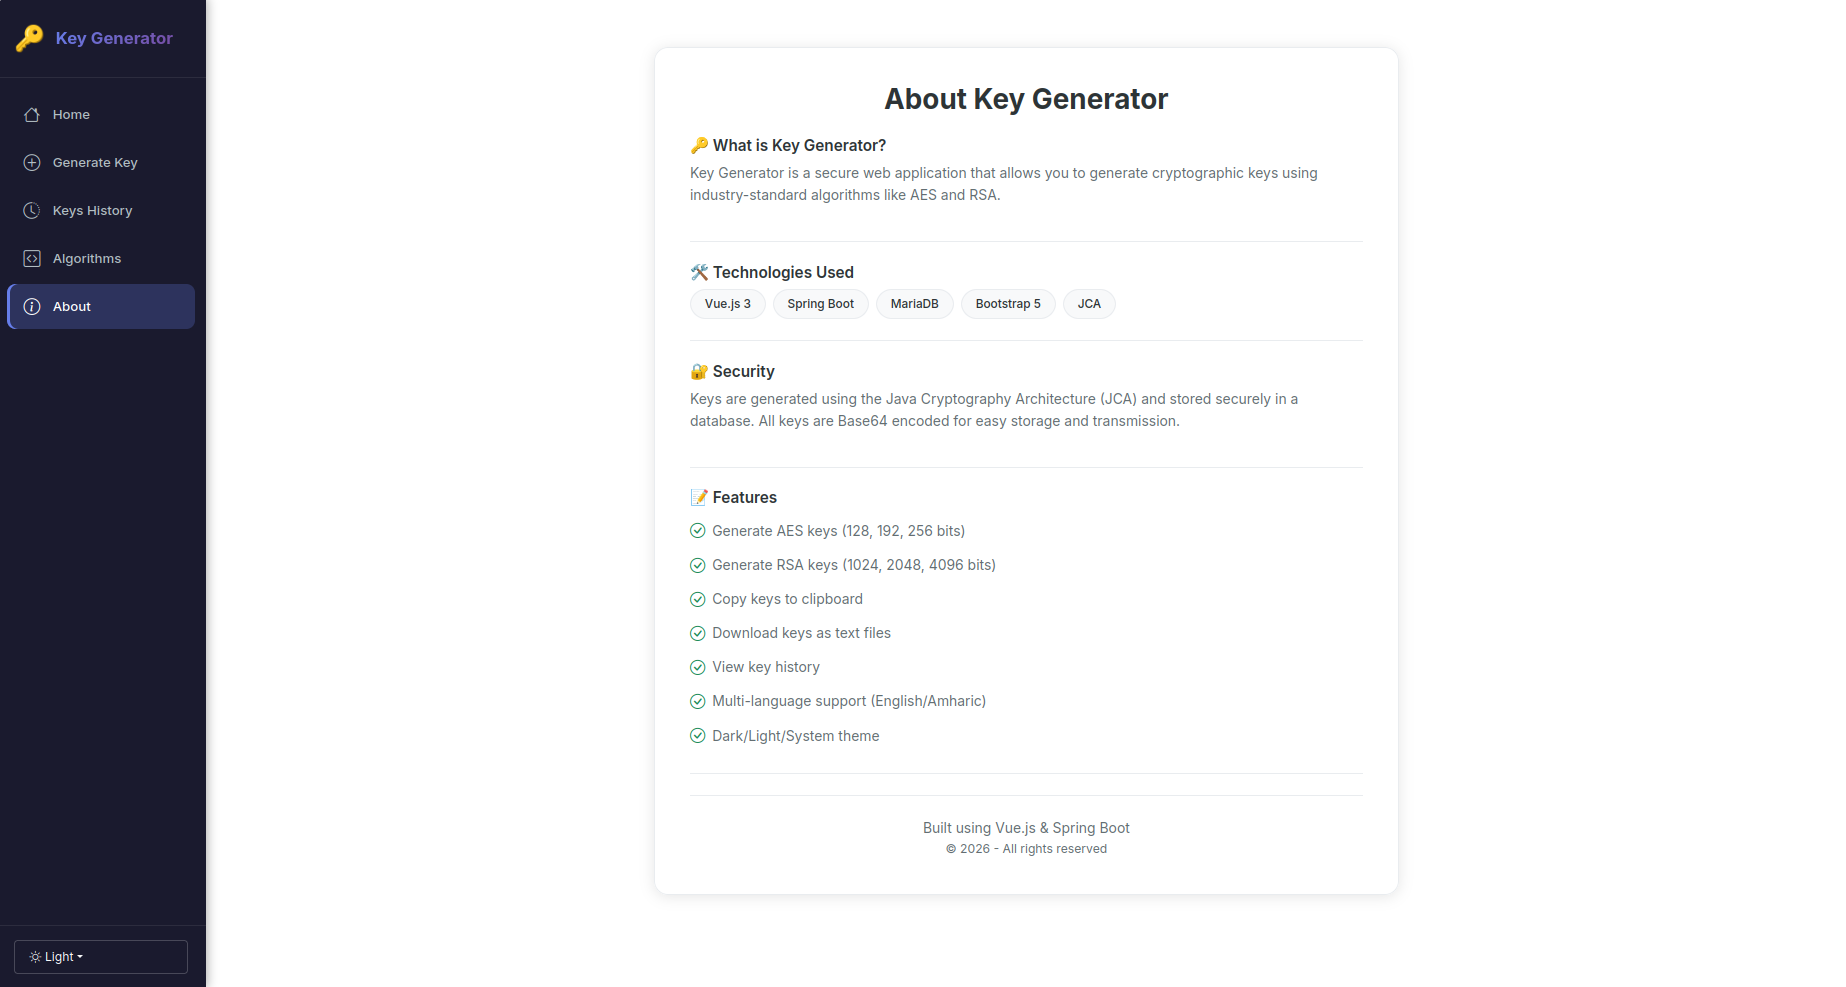 Key Generator
Home
Generate Key
Keys History
Algorithms
About
Light
About Key Generator
What is Key Generator?
Key Generator is a secure web application that allows you to generate cryptographic keys using
industry-standard algorithms like AES and RSA.
Technologies Used
Vue.js 3 Spring Boot MariaDB Bootstrap 5 JCA
Security
Keys are generated using the Java Cryptography Architecture (JCA) and stored securely in a
database. All keys are Base64 encoded for easy storage and transmission.
Features
Generate AES keys (128, 192, 256 bits)
Generate RSA keys (1024, 2048, 4096 bits)
Copy keys to clipboard
Download keys as text files
View key history
Multi-language support (English/Amharic)
Dark/Light/System theme
Built using Vue.js & Spring Boot
© 2026 - All rights reserved